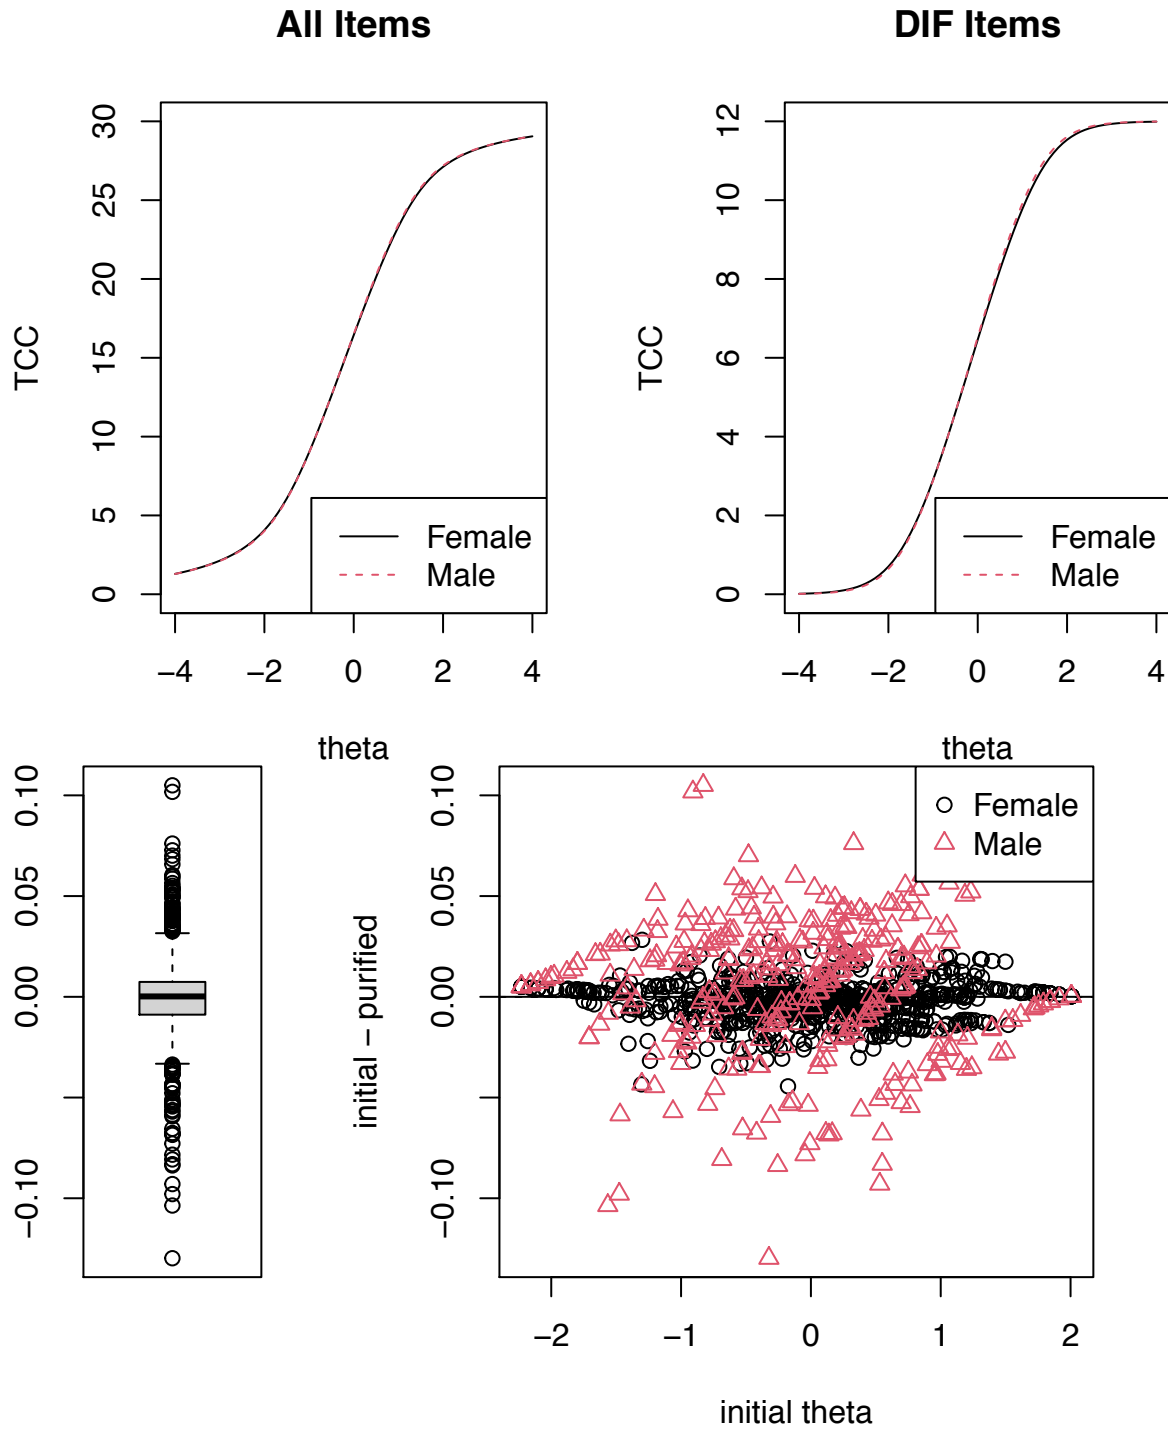 All Items
DIF Items
30
25
20
15
10
5
0
TCC
Female
Male
−4 −2 0 2 4
theta
12
10
8
6
4
2
0
TCC
Female
Male
−4 −2 0 2 4
theta
0.10
0.05
0.00
−0.10
initial − purified
0.10
0.05
0.00
−0.10
Female
Male
−2 −1 0 1 2
initial theta